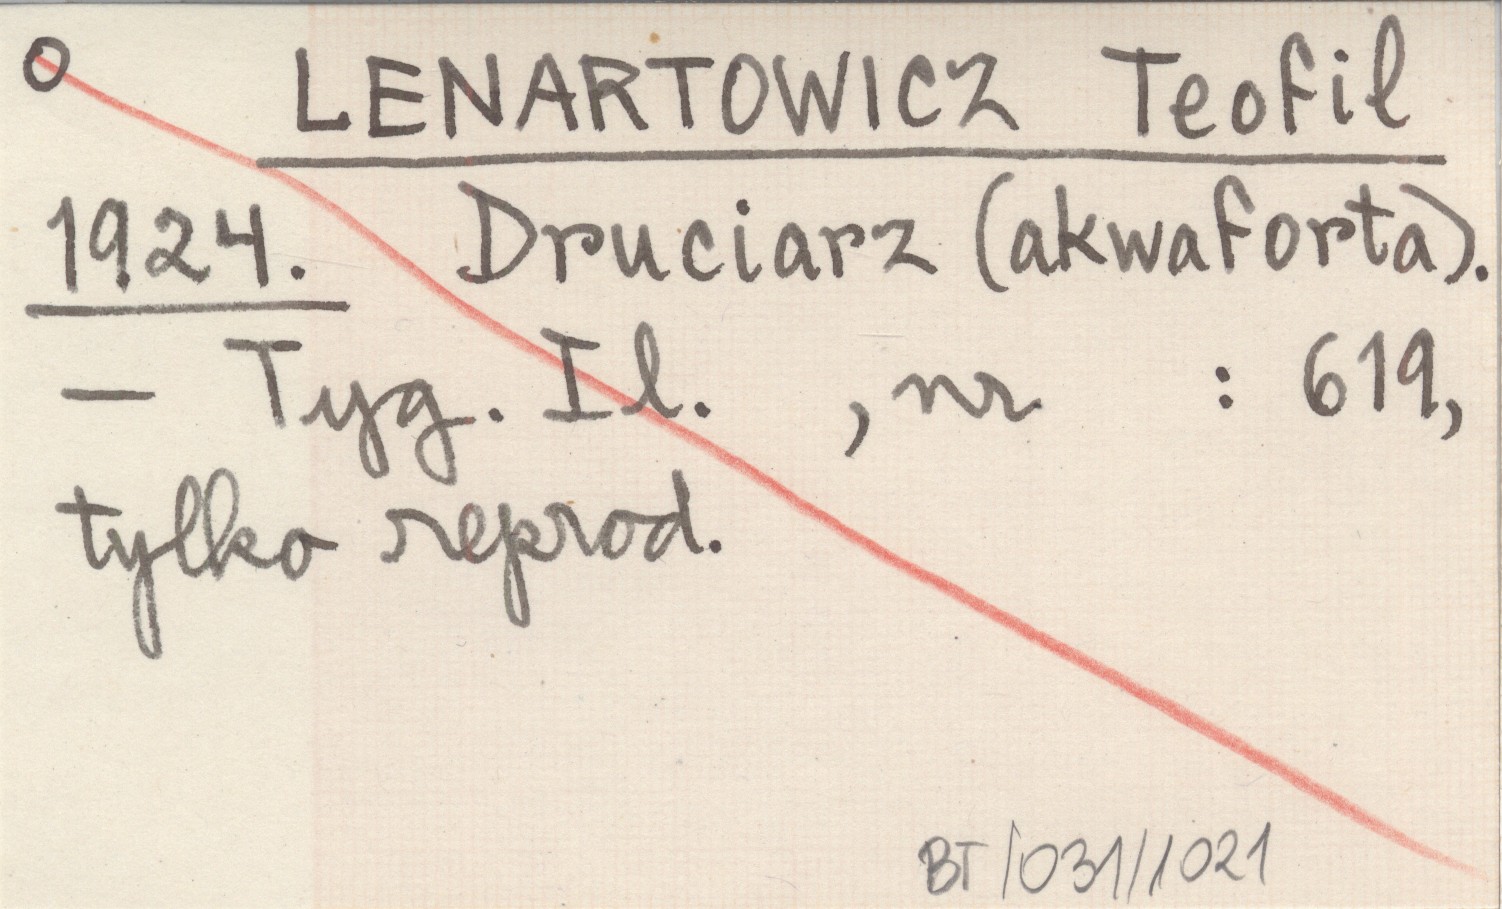 O LENARTOWICZ Teofil
1924. Druciarz (akwaforta).
— Tyg. Il. , nr : 619,
tylko reprod.
BT/031/1021